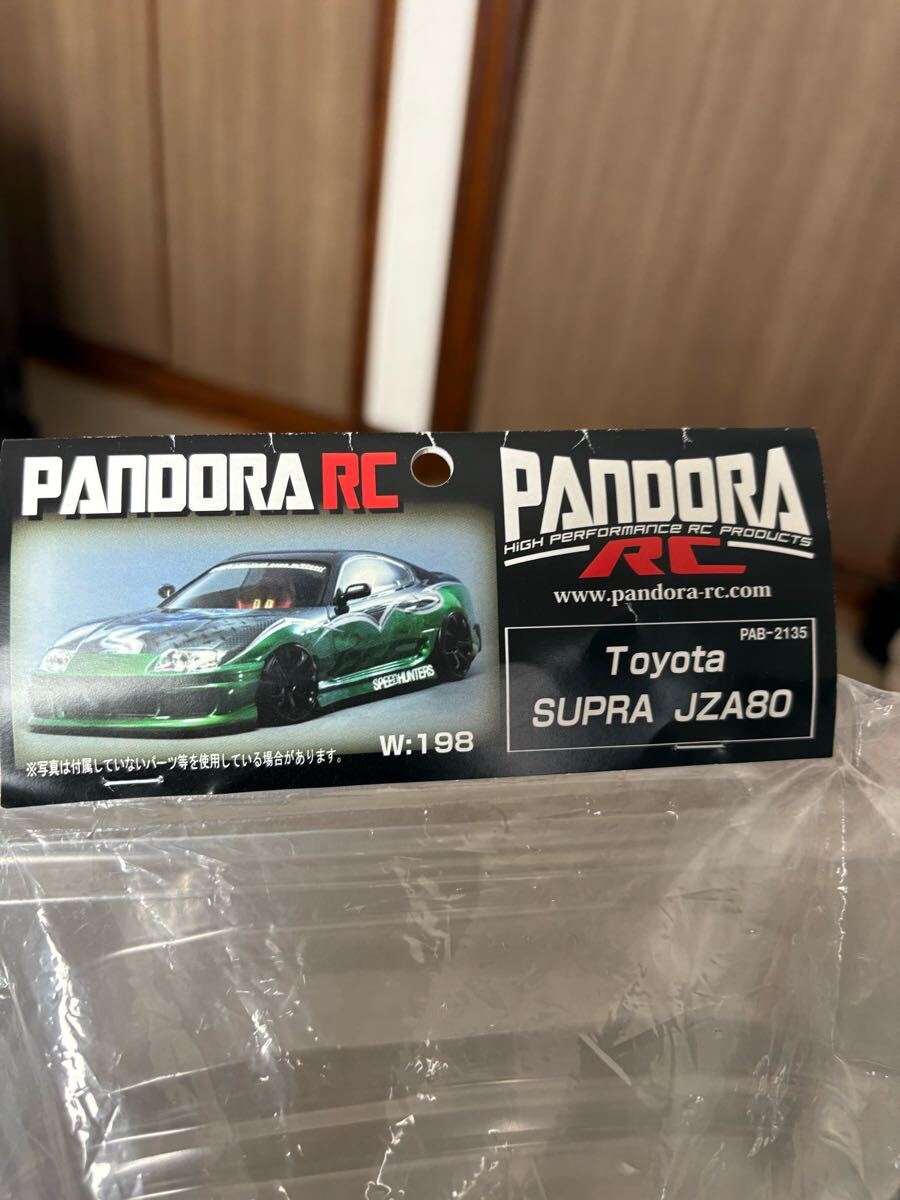 PANDORA RC
SPEEDHUNTERS
W:198
※写真は付属していないパーツ等を使用している場合があります。
PANDORA
HIGH PERFORMANCE RC PRODUCTS
RC
www.pandora-rc.com
PAB-2135
Toyota
SUPRA JZA80